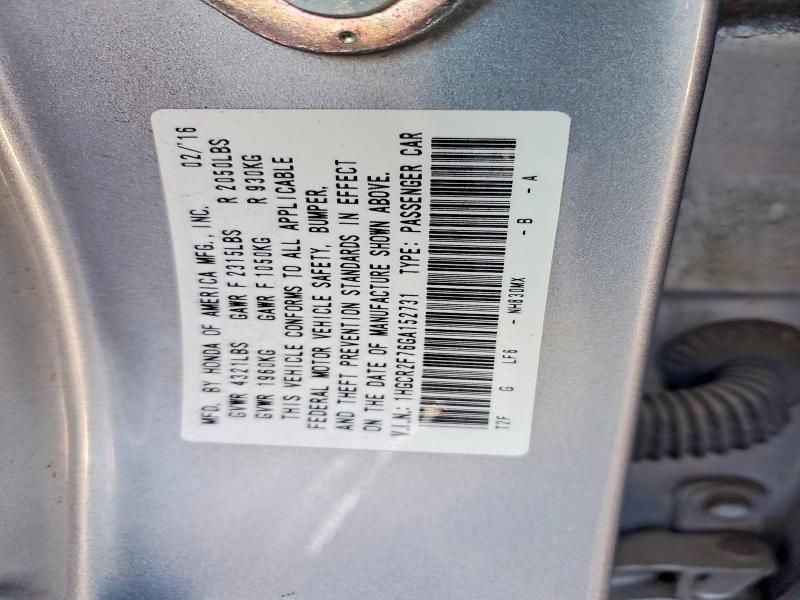 MFD. BY HONDA OF AMERICA MFG., INC. 02/'16
GVWR 4321LBS GAWR F 2315LBS R 2050LBS
GVWR 1960KG GAWR F 1050KG R 930KG
THIS VEHICLE CONFORMS TO ALL APPLICABLE
FEDERAL MOTOR VEHICLE SAFETY, BUMPER,
AND THEFT PREVENTION STANDARDS IN EFFECT
ON THE DATE OF MANUFACTURE SHOWN ABOVE.
V.I.N.: 1HGCR2F76GA152731 TYPE: PASSENGER CAR
T2F G LF6 - NH830MX - B - A